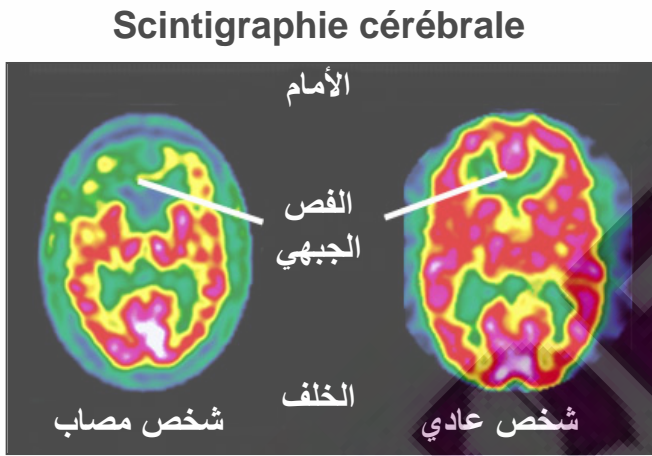 Scintigraphie cérébrale
الأمام
الفص
الجبهي
الخلف
شخص عادي
شخص مصاب